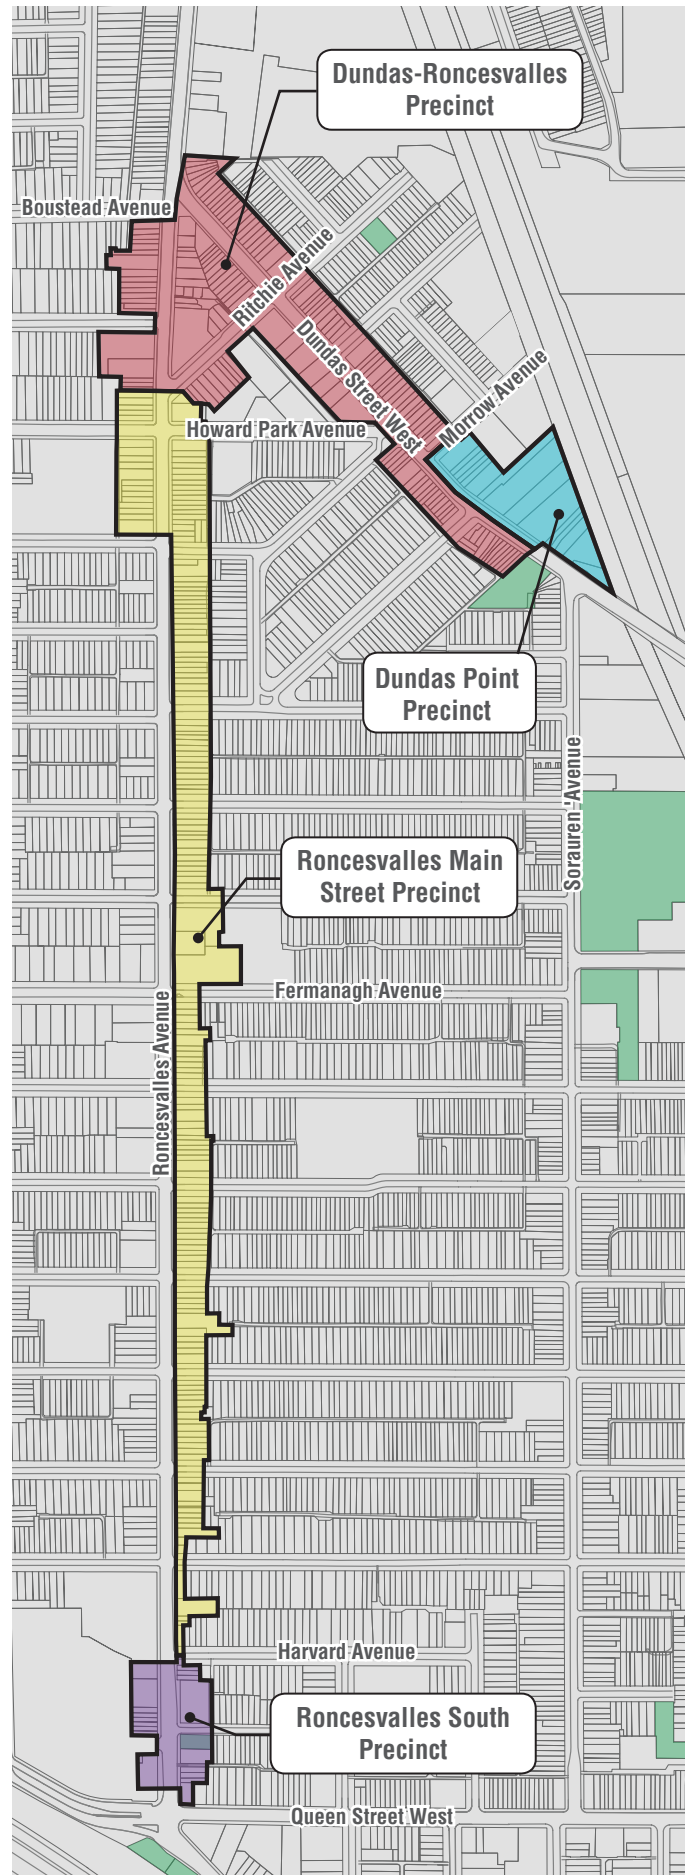 Dundas-Roncesvalles
Precinct
Boustead Avenue
Ritchie Avenue
Dundas Street West
Morrow Avenue
Howard Park Avenue
Dundas Point
Precinct
Sorauren Avenue
Roncesvalles Main
Street Precinct
Fermanagh Avenue
Roncesvalles Avenue
Harvard Avenue
Roncesvalles South
Precinct
Queen Street West